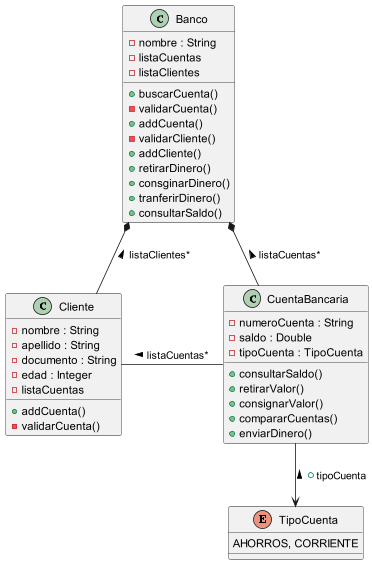 C Banco
nombre : String
listaCuentas
listaClientes
buscarCuenta()
validarCuenta()
addCuenta()
validarCliente()
addCliente()
retirarDinero()
consginarDinero()
tranferirDinero()
consultarSaldo()
listaClientes*
listaCuentas*
C Cliente
nombre : String
apellido : String
documento : String
edad : Integer
listaCuentas
addCuenta()
validarCuenta()
listaCuentas*
C CuentaBancaria
numeroCuenta : String
saldo : Double
tipoCuenta : TipoCuenta
consultarSaldo()
retirarValor()
consignarValor()
compararCuentas()
enviarDinero()
tipoCuenta
E TipoCuenta
AHORROS, CORRIENTE